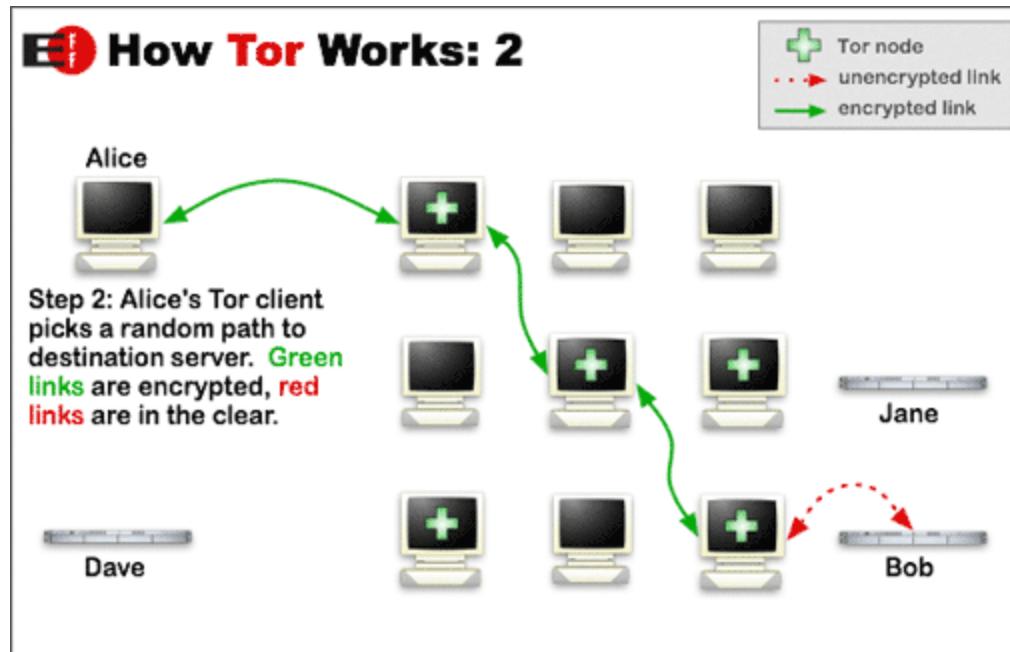 EFF How Tor Works: 2
Tor node
unencrypted link
encrypted link
Alice
Step 2: Alice's Tor client
picks a random path to
destination server. Green
links are encrypted, red
links are in the clear.
Jane
Dave
Bob